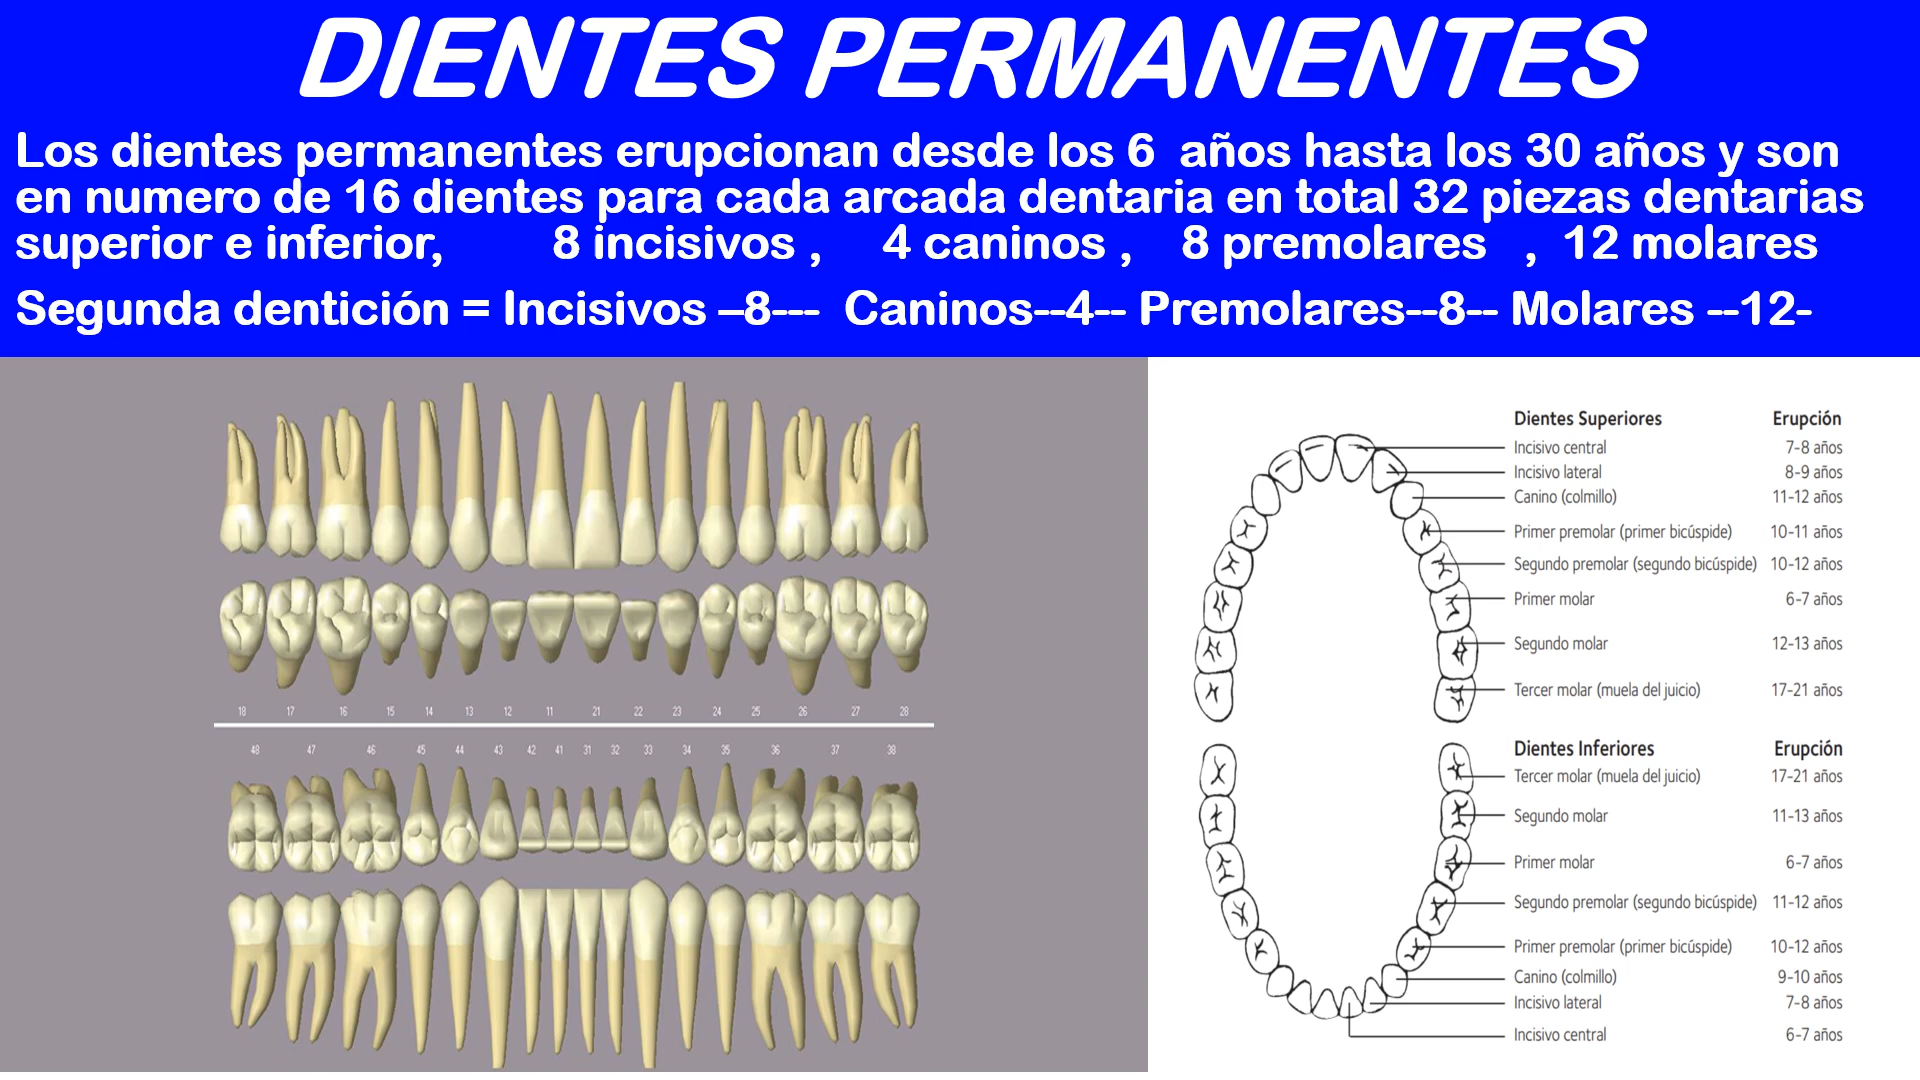 DIENTES PERMANENTES
Los dientes permanentes erupcionan desde los 6 años hasta los 30 años y son
en numero de 16 dientes para cada arcada dentaria en total 32 piezas dentarias
superior e inferior, 8 incisivos , 4 caninos , 8 premolares , 12 molares
Segunda dentición = Incisivos –8--- Caninos--4-- Premolares--8-- Molares --12-
18 17 16 15 14 13 12 11 21 22 23 24 25 26 27 28
48 47 46 45 44 43 42 41 31 32 33 34 35 36 37 38
Dientes Superiores Erupción
Incisivo central 7-8 años
Incisivo lateral 8-9 años
Canino (colmillo) 11-12 años
Primer premolar (primer bicúspide) 10-11 años
Segundo premolar (segundo bicúspide) 10-12 años
Primer molar 6-7 años
Segundo molar 12-13 años
Tercer molar (muela del juicio) 17-21 años
Dientes Inferiores Erupción
Tercer molar (muela del juicio) 17-21 años
Segundo molar 11-13 años
Primer molar 6-7 años
Segundo premolar (segundo bicúspide) 11-12 años
Primer premolar (primer bicúspide) 10-12 años
Canino (colmillo) 9-10 años
Incisivo lateral 7-8 años
Incisivo central 6-7 años